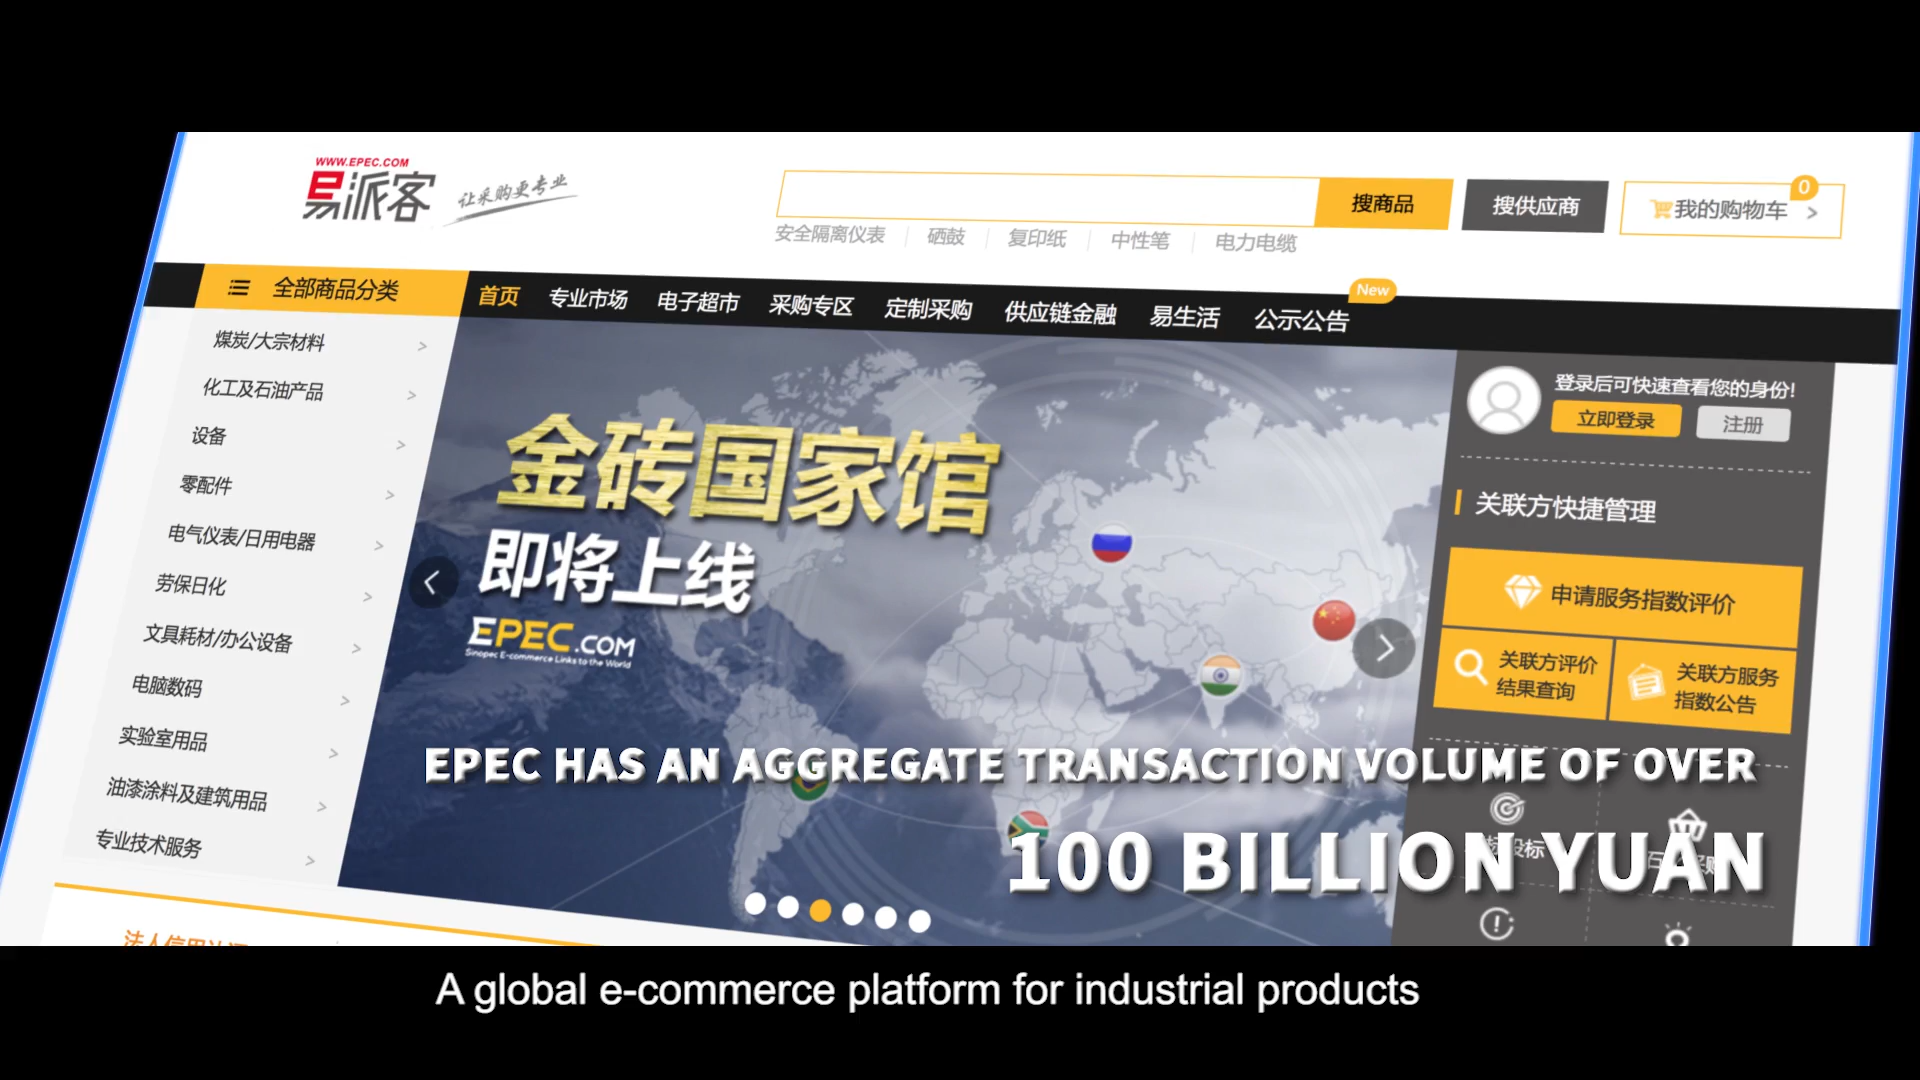 WWW.EPEC.COM
易派客
让采购更专业
搜商品
搜供应商
我的购物车
0
安全隔离仪表
硒鼓
复印纸
中性笔
电力电缆
全部商品分类
首页
专业市场
电子超市
采购专区
定制采购
供应链金融
易生活
公示公告
New
煤炭/大宗材料
化工及石油产品
设备
零配件
电气仪表/日用电器
劳保日化
文具耗材/办公设备
电脑数码
实验室用品
油漆涂料及建筑用品
专业技术服务
金砖国家馆
即将上线
EPEC.COM
Sinopec E-commerce Links to the World
登录后可快速查看您的身份!
立即登录
注册
关联方快捷管理
申请服务指数评价
关联方评价
结果查询
关联方服务
指数公告
EPEC HAS AN AGGREGATE TRANSACTION VOLUME OF OVER
100 BILLION YUAN
A global e-commerce platform for industrial products